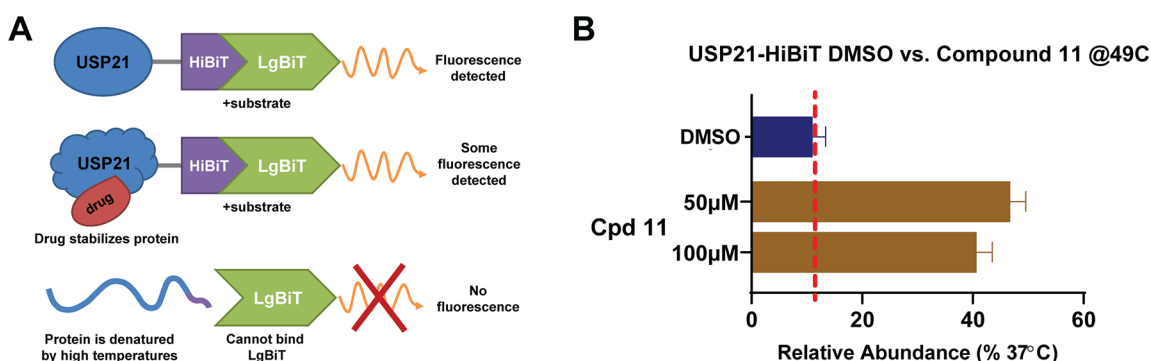 A
USP21
HiBiT
LgBiT
+substrate
Fluorescence
detected
USP21
drug
HiBiT
LgBiT
+substrate
Some
fluorescence
detected
Drug stabilizes protein
LgBiT
No
fluorescence
Protein is denatured
by high temperatures
Cannot bind
LgBiT
B
USP21-HiBiT DMSO vs. Compound 11 @49C
DMSO
Cpd 11
50µM
100µM
0
20
40
60
Relative Abundance (% 37°C)